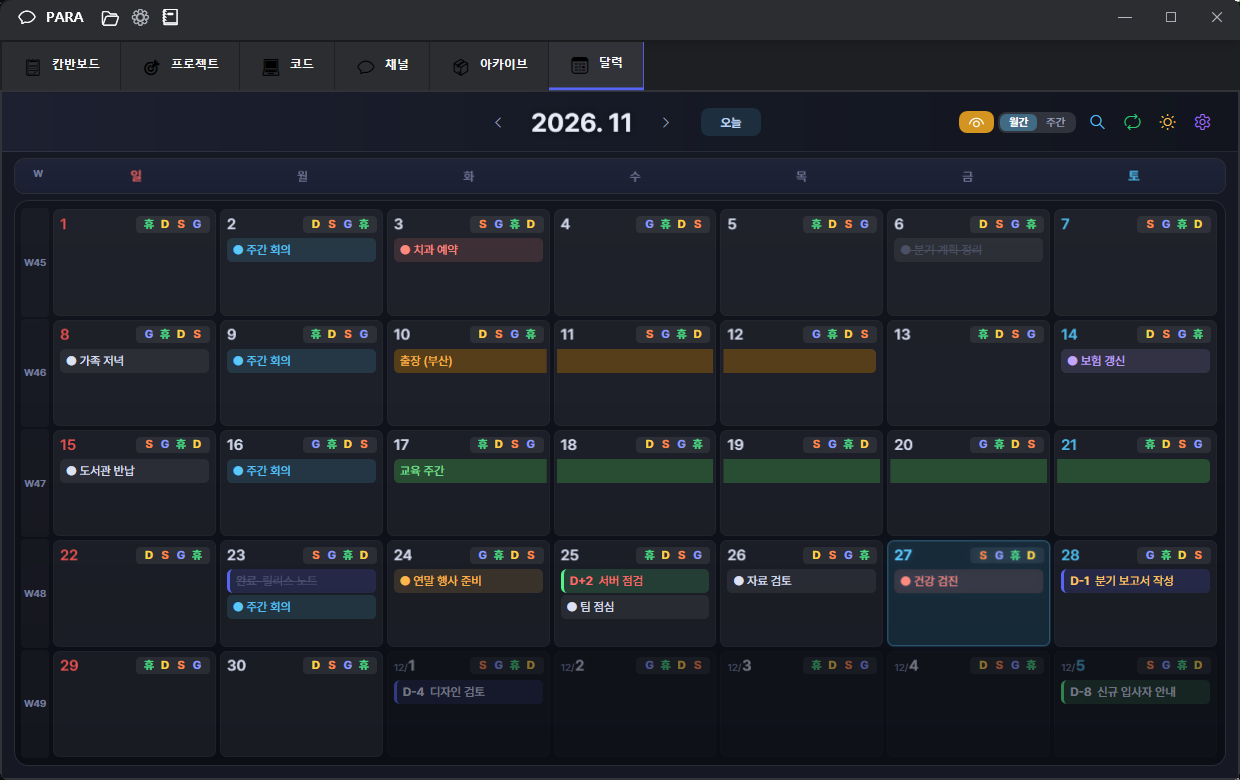 PARA
칸반보드 프로젝트 코드 채널 아카이브 달력
2026. 11 오늘 월간 주간
W 일 월 화 수 목 금 토
W45
1 휴 D S G
2 D S G 휴
주간 회의
3 S G 휴 D
치과 예약
4 G 휴 D S
5 휴 D S G
6 D S G 휴
분기 계획 정리
7 S G 휴 D
W46
8 G 휴 D S
가족 저녁
9 휴 D S G
주간 회의
10 D S G 휴
출장 (부산)
11 S G 휴 D
12 G 휴 D S
13 휴 D S G
14 D S G 휴
보험 갱신
W47
15 S G 휴 D
도서관 반납
16 G 휴 D S
주간 회의
17 휴 D S G
교육 주간
18 D S G 휴
19 S G 휴 D
20 G 휴 D S
21 휴 D S G
W48
22 D S G 휴
23 S G 휴 D
완료 릴리스 노트
주간 회의
24 G 휴 D S
연말 행사 준비
25 휴 D S G
D+2 서버 점검
팀 점심
26 D S G 휴
자료 검토
27 S G 휴 D
건강 검진
28 G 휴 D S
D-1 분기 보고서 작성
W49
29 휴 D S G
30 D S G 휴
12/1 S G 휴 D
D-4 디자인 검토
12/2 G 휴 D S
12/3 휴 D S G
12/4 D S G 휴
12/5 S G 휴 D
D-8 신규 입사자 안내